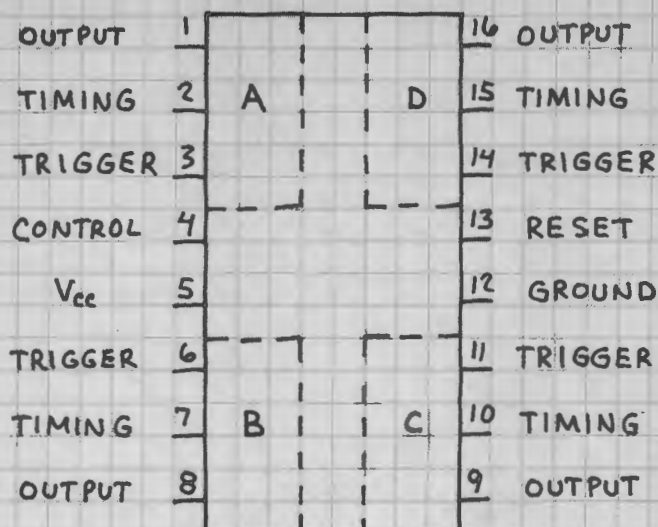 OUTPUT 1 16 OUTPUT
TIMING 2 A D 15 TIMING
TRIGGER 3 14 TRIGGER
CONTROL 4 13 RESET
Vcc 5 12 GROUND
TRIGGER 6 11 TRIGGER
TIMING 7 B C 10 TIMING
OUTPUT 8 9 OUTPUT